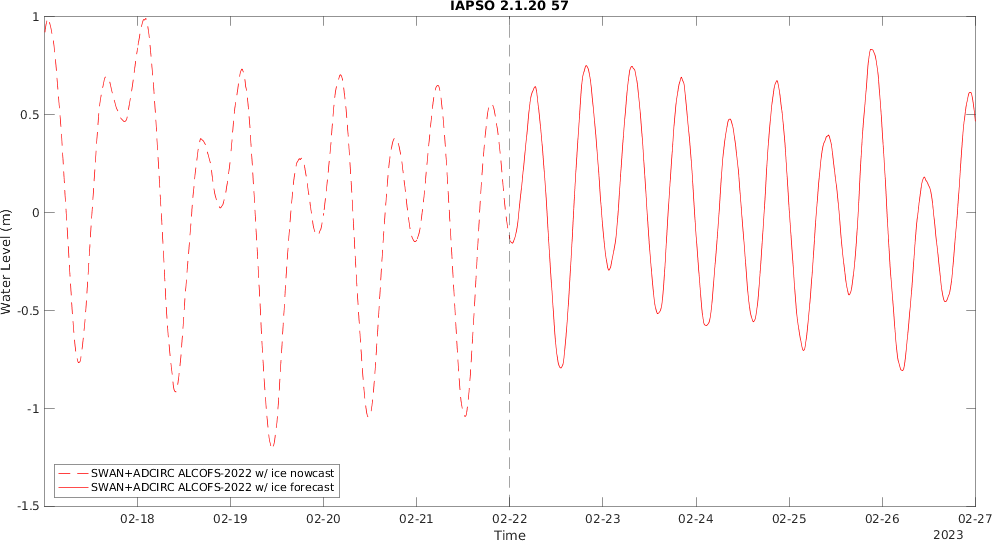 IAPSO 2.1.20 57
1
0.5
0
-0.5
-1
-1.5
Water Level (m)
SWAN+ADCIRC ALCOFS-2022 w/ ice nowcast
SWAN+ADCIRC ALCOFS-2022 w/ ice forecast
02-18 02-19 02-20 02-21 02-22 02-23 02-24 02-25 02-26 02-27
Time
2023